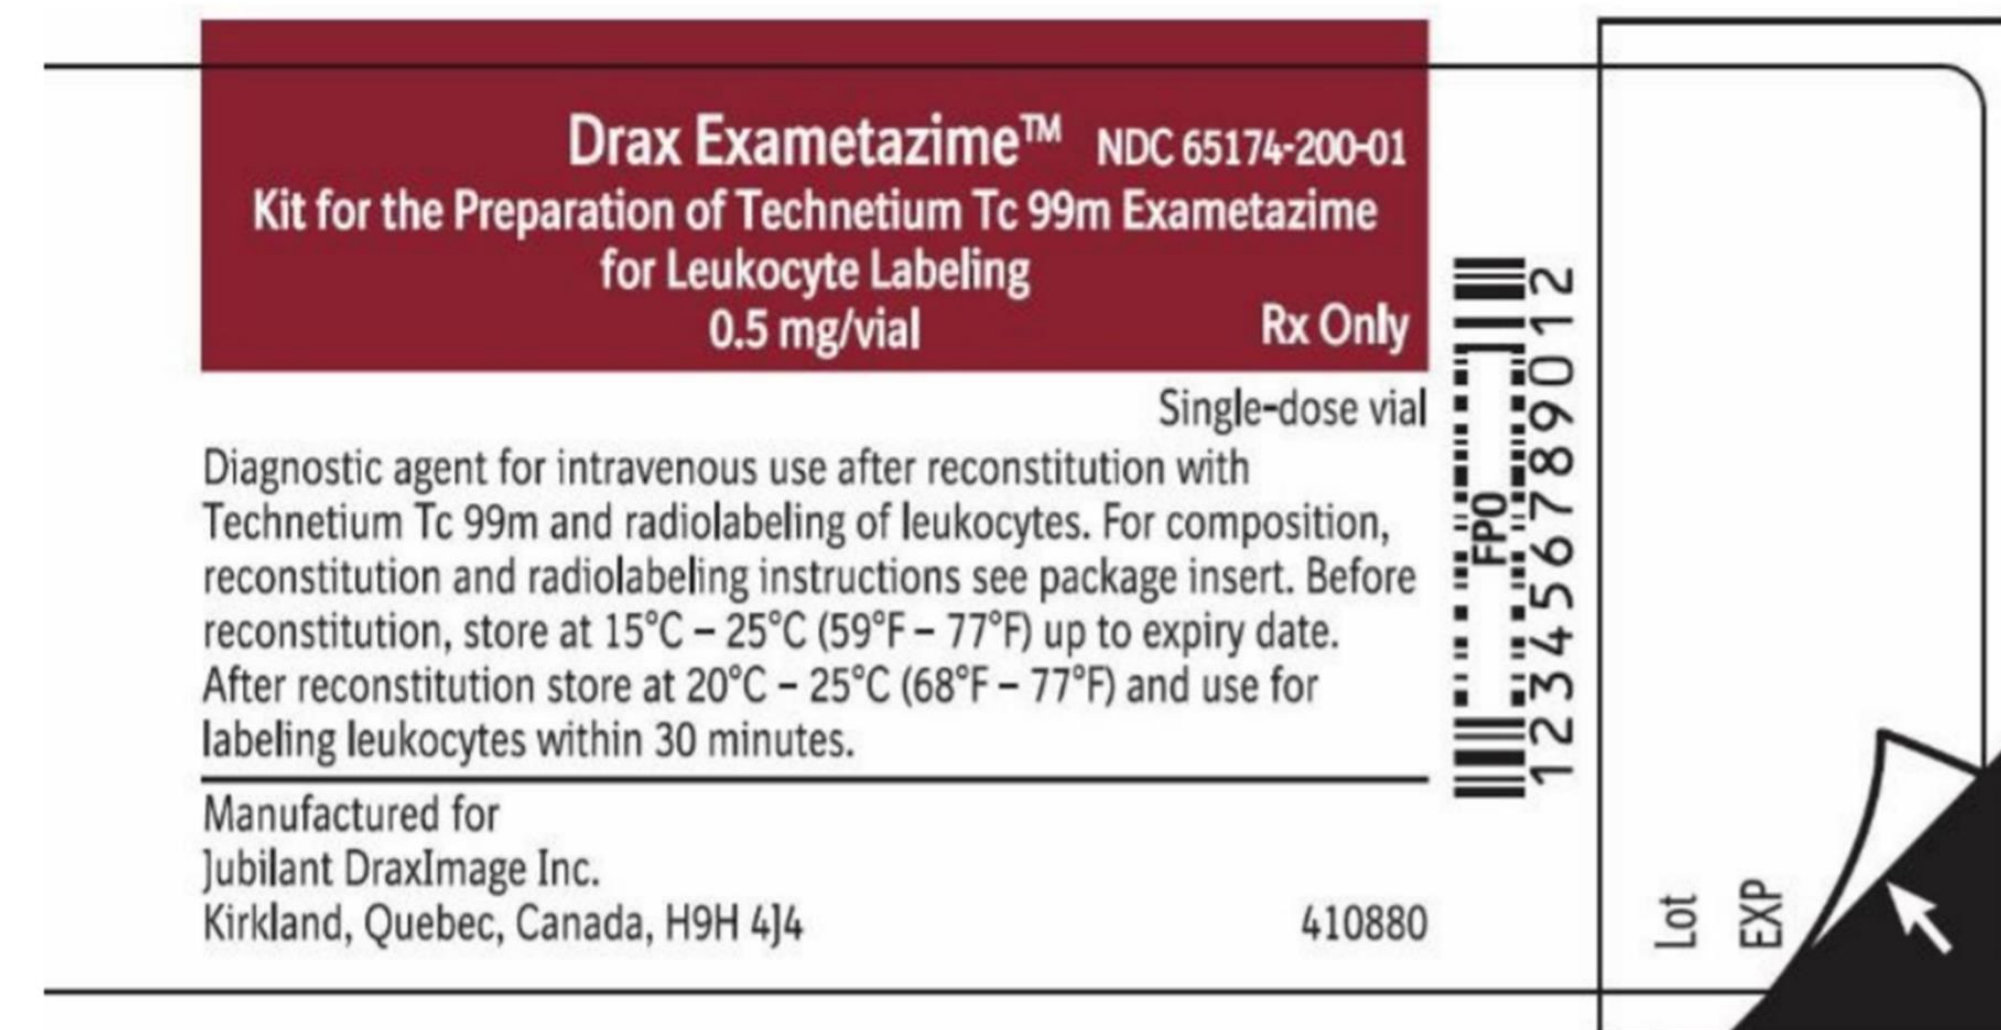 Drax Exametazime™ NDC 65174-200-01
Kit for the Preparation of Technetium Tc 99m Exametazime
for Leukocyte Labeling
0.5 mg/vial Rx Only
Single-dose vial
Diagnostic agent for intravenous use after reconstitution with
Technetium Tc 99m and radiolabeling of leukocytes. For composition,
reconstitution and radiolabeling instructions see package insert. Before
reconstitution, store at 15°C – 25°C (59°F – 77°F) up to expiry date.
After reconstitution store at 20°C – 25°C (68°F – 77°F) and use for
labeling leukocytes within 30 minutes.
Manufactured for
Jubilant DraxImage Inc.
Kirkland, Quebec, Canada, H9H 4J4 410880
FPO
123456789012
Lot
EXP